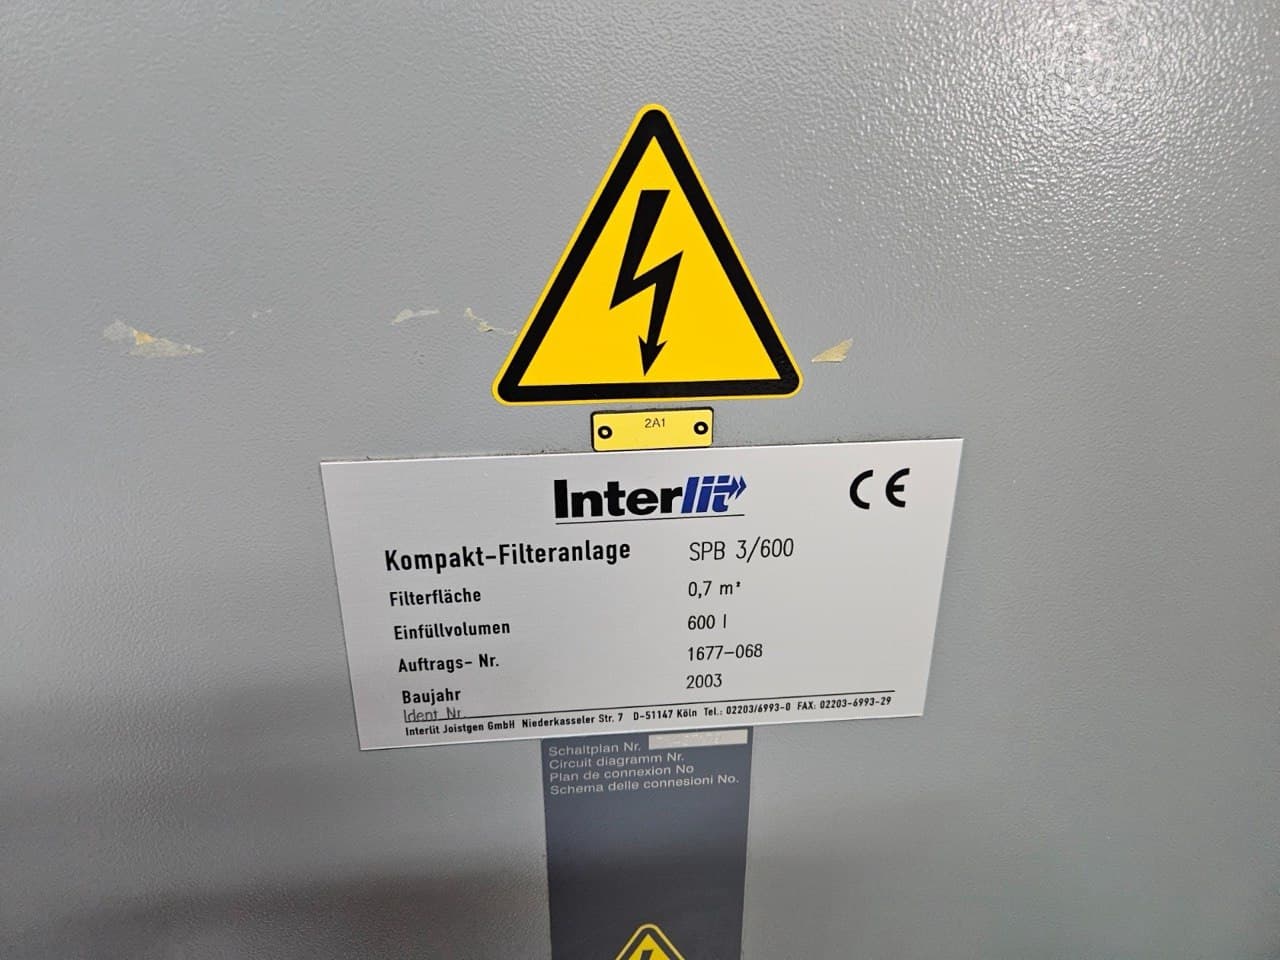 2A1
Interlit
CE
Kompakt-Filteranlage SPB 3/600
Filterfläche 0,7 m²
Einfüllvolumen 600 l
Auftrags- Nr. 1677-068
Baujahr 2003
Ident. Nr.
Interlit Joistgen GmbH Niederkasseler Str. 7 D-51147 Köln Tel.: 02203/6993-0 FAX: 02203-6993-29
Schaltplan Nr.
Circuit diagramm Nr.
Plan de connexion No
Schema delle connesioni No.